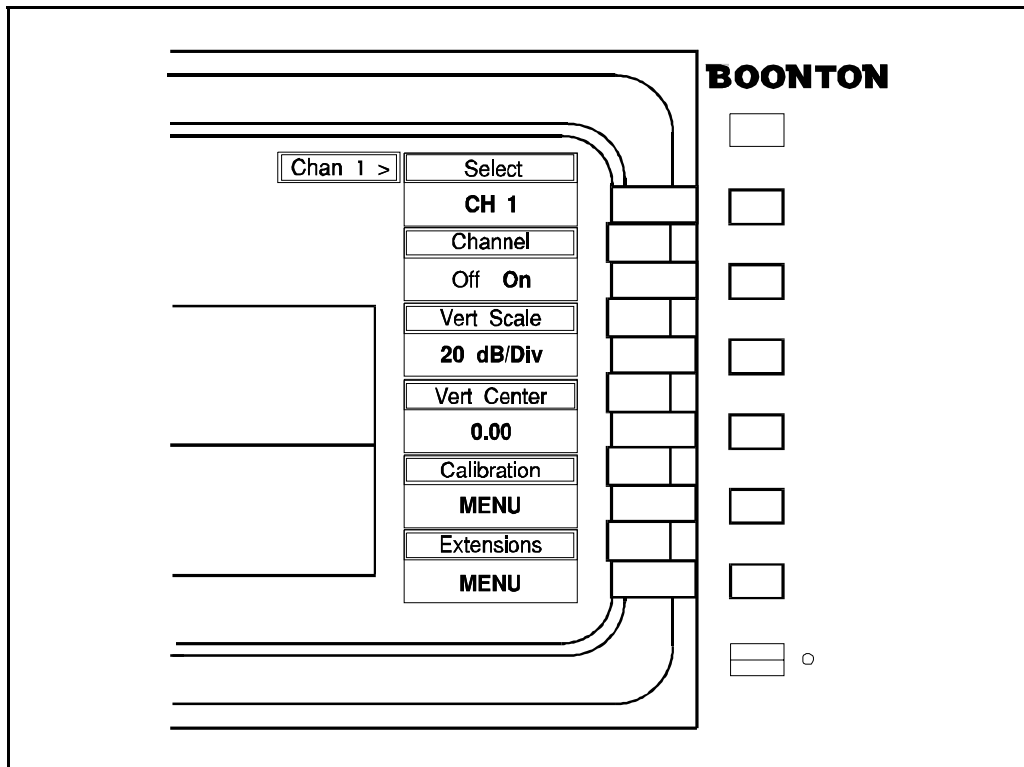 BOONTON
Chan 1 >
Select
CH 1
Channel
Off On
Vert Scale
20 dB/Div
Vert Center
0.00
Calibration
MENU
Extensions
MENU